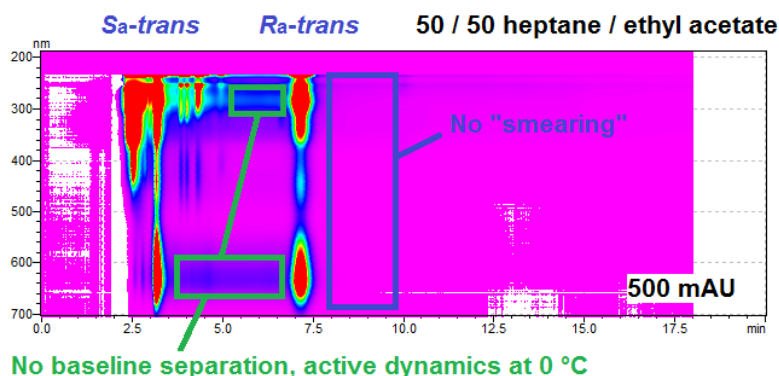 Sa-trans Ra-trans 50 / 50 heptane / ethyl acetate
nm
200
300
No "smearing"
400
500
600
500 mAU
700
0.0 2.5 5.0 7.5 10.0 12.5 15.0 17.5 min
No baseline separation, active dynamics at 0 °C